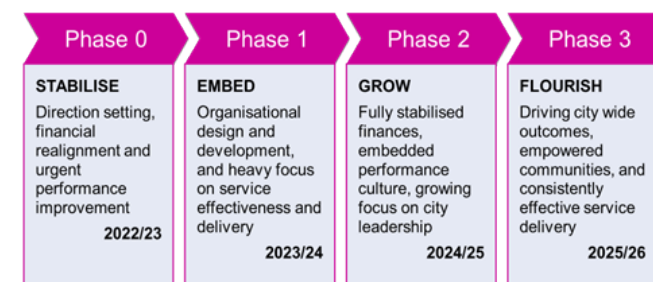 Phase 0
STABILISE
Direction setting,
financial
realignment and
urgent
performance
improvement
2022/23
Phase 1
EMBED
Organisational
design and
development,
and heavy focus
on service
effectiveness and
delivery
2023/24
Phase 2
GROW
Fully stabilised
finances,
embedded
performance
culture, growing
focus on city
leadership
2024/25
Phase 3
FLOURISH
Driving city wide
outcomes,
empowered
communities, and
consistently
effective service
delivery
2025/26